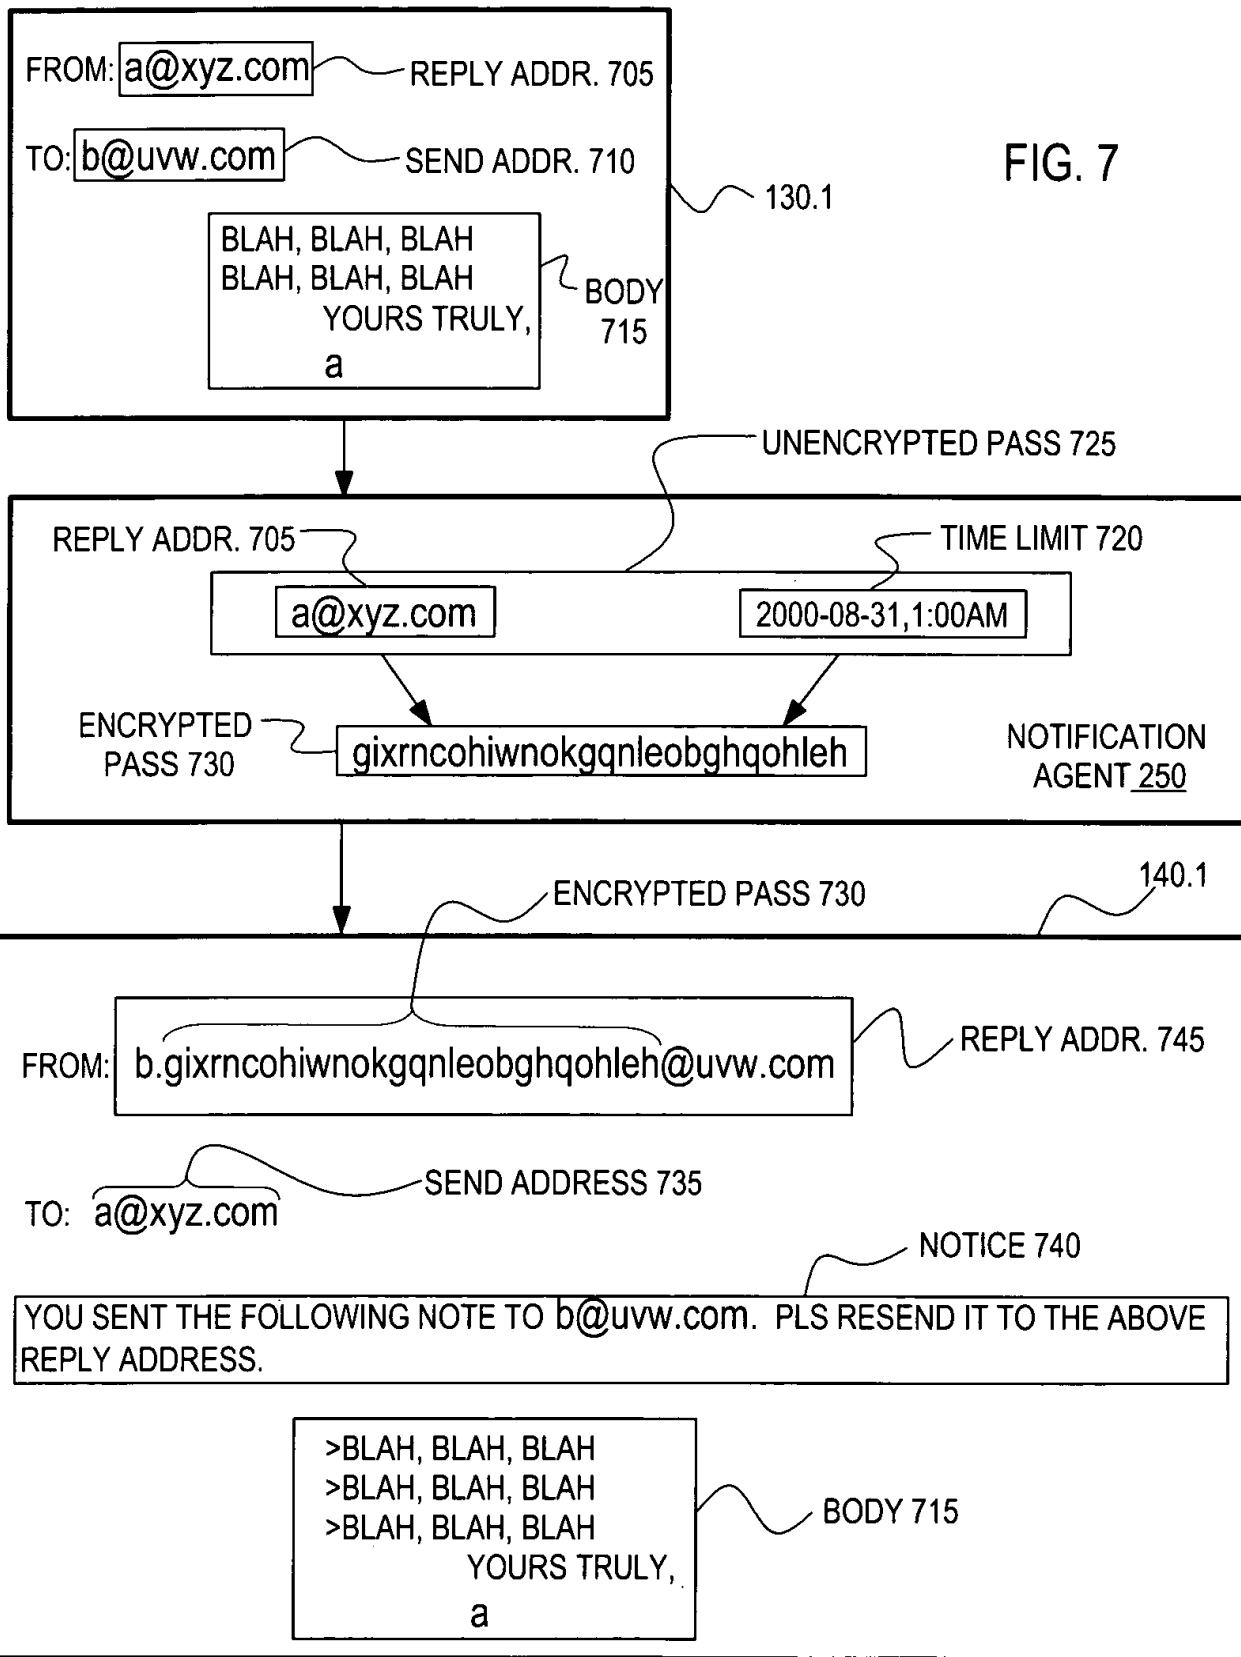 FROM: a@xyz.com
REPLY ADDR. 705
TO: b@uvw.com
SEND ADDR. 710
FIG. 7
130.1
BLAH, BLAH, BLAH
BLAH, BLAH, BLAH
YOURS TRULY,
a
BODY
715
UNENCRYPTED PASS 725
REPLY ADDR. 705
TIME LIMIT 720
a@xyz.com
2000-08-31,1:00AM
ENCRYPTED
PASS 730
gixrncohiwnokgqnleobghqohleh
NOTIFICATION
AGENT 250
140.1
ENCRYPTED PASS 730
FROM: b.gixrncohiwnokgqnleobghqohleh@uvw.com
REPLY ADDR. 745
SEND ADDRESS 735
TO: a@xyz.com
NOTICE 740
YOU SENT THE FOLLOWING NOTE TO b@uvw.com. PLS RESEND IT TO THE ABOVE
REPLY ADDRESS.
>BLAH, BLAH, BLAH
>BLAH, BLAH, BLAH
>BLAH, BLAH, BLAH
YOURS TRULY,
a
BODY 715